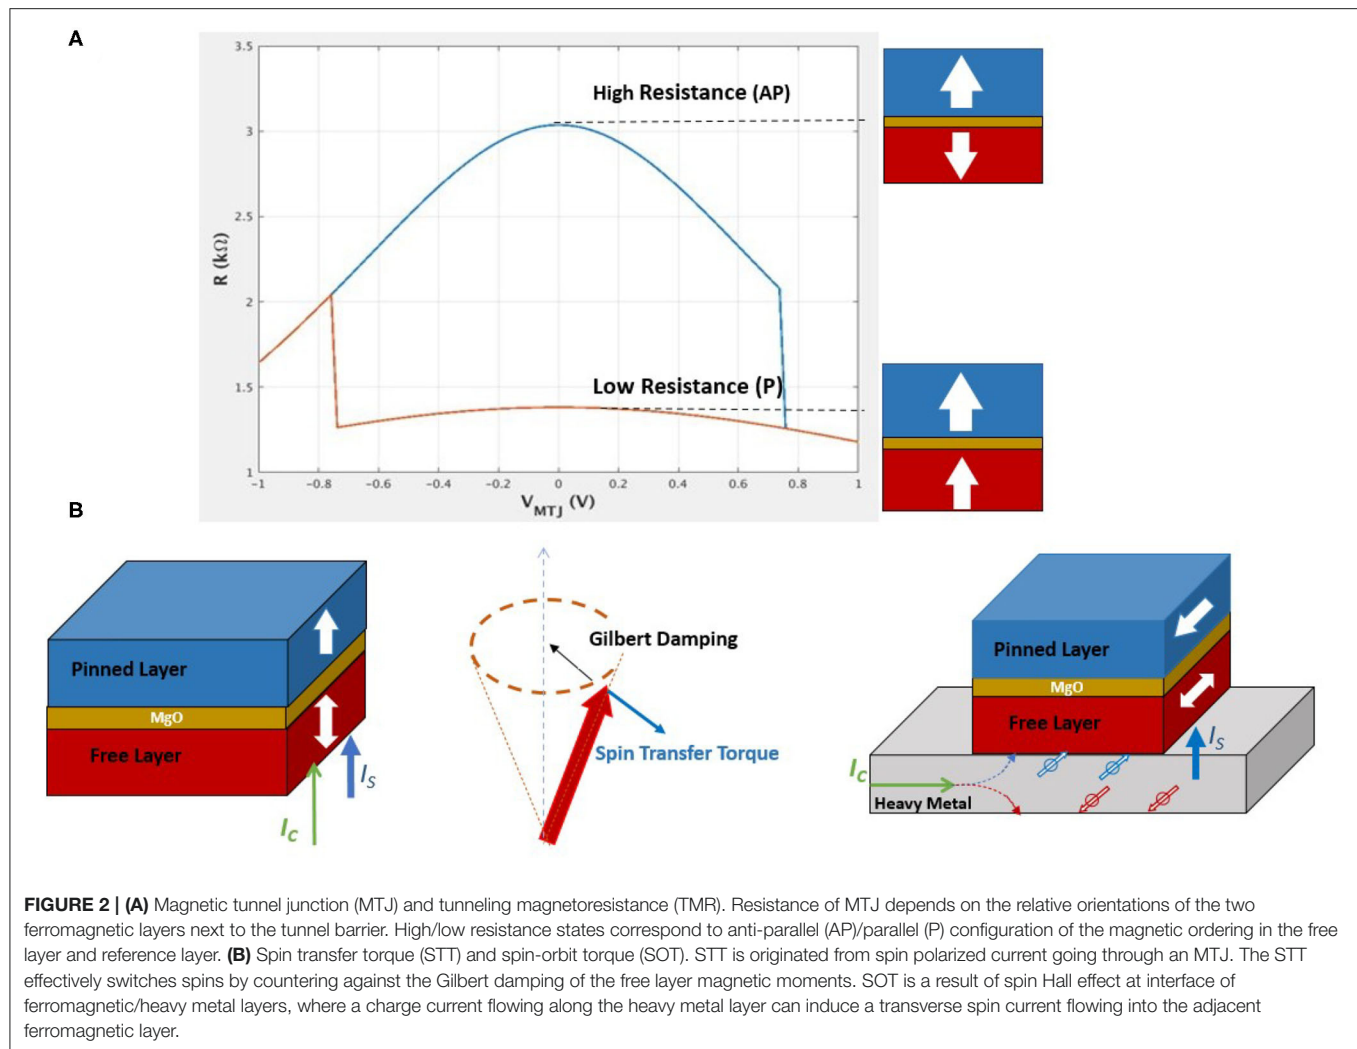 A
3.5
3
2.5
2
1.5
1
R (kΩ)
High Resistance (AP)
Low Resistance (P)
−1
−0.8
−0.6
−0.4
−0.2
0
0.2
0.4
0.6
0.8
1
V_MTJ (V)
B
Pinned Layer
MgO
Free Layer
I_S
I_C
Gilbert Damping
Spin Transfer Torque
Pinned Layer
MgO
Free Layer
I_S
I_C
Heavy Metal
FIGURE 2 | (A) Magnetic tunnel junction (MTJ) and tunneling magnetoresistance (TMR). Resistance of MTJ depends on the relative orientations of the two
ferromagnetic layers next to the tunnel barrier. High/low resistance states correspond to anti-parallel (AP)/parallel (P) configuration of the magnetic ordering in the free
layer and reference layer. (B) Spin transfer torque (STT) and spin-orbit torque (SOT). STT is originated from spin polarized current going through an MTJ. The STT
effectively switches spins by countering against the Gilbert damping of the free layer magnetic moments. SOT is a result of spin Hall effect at interface of
ferromagnetic/heavy metal layers, where a charge current flowing along the heavy metal layer can induce a transverse spin current flowing into the adjacent
ferromagnetic layer.